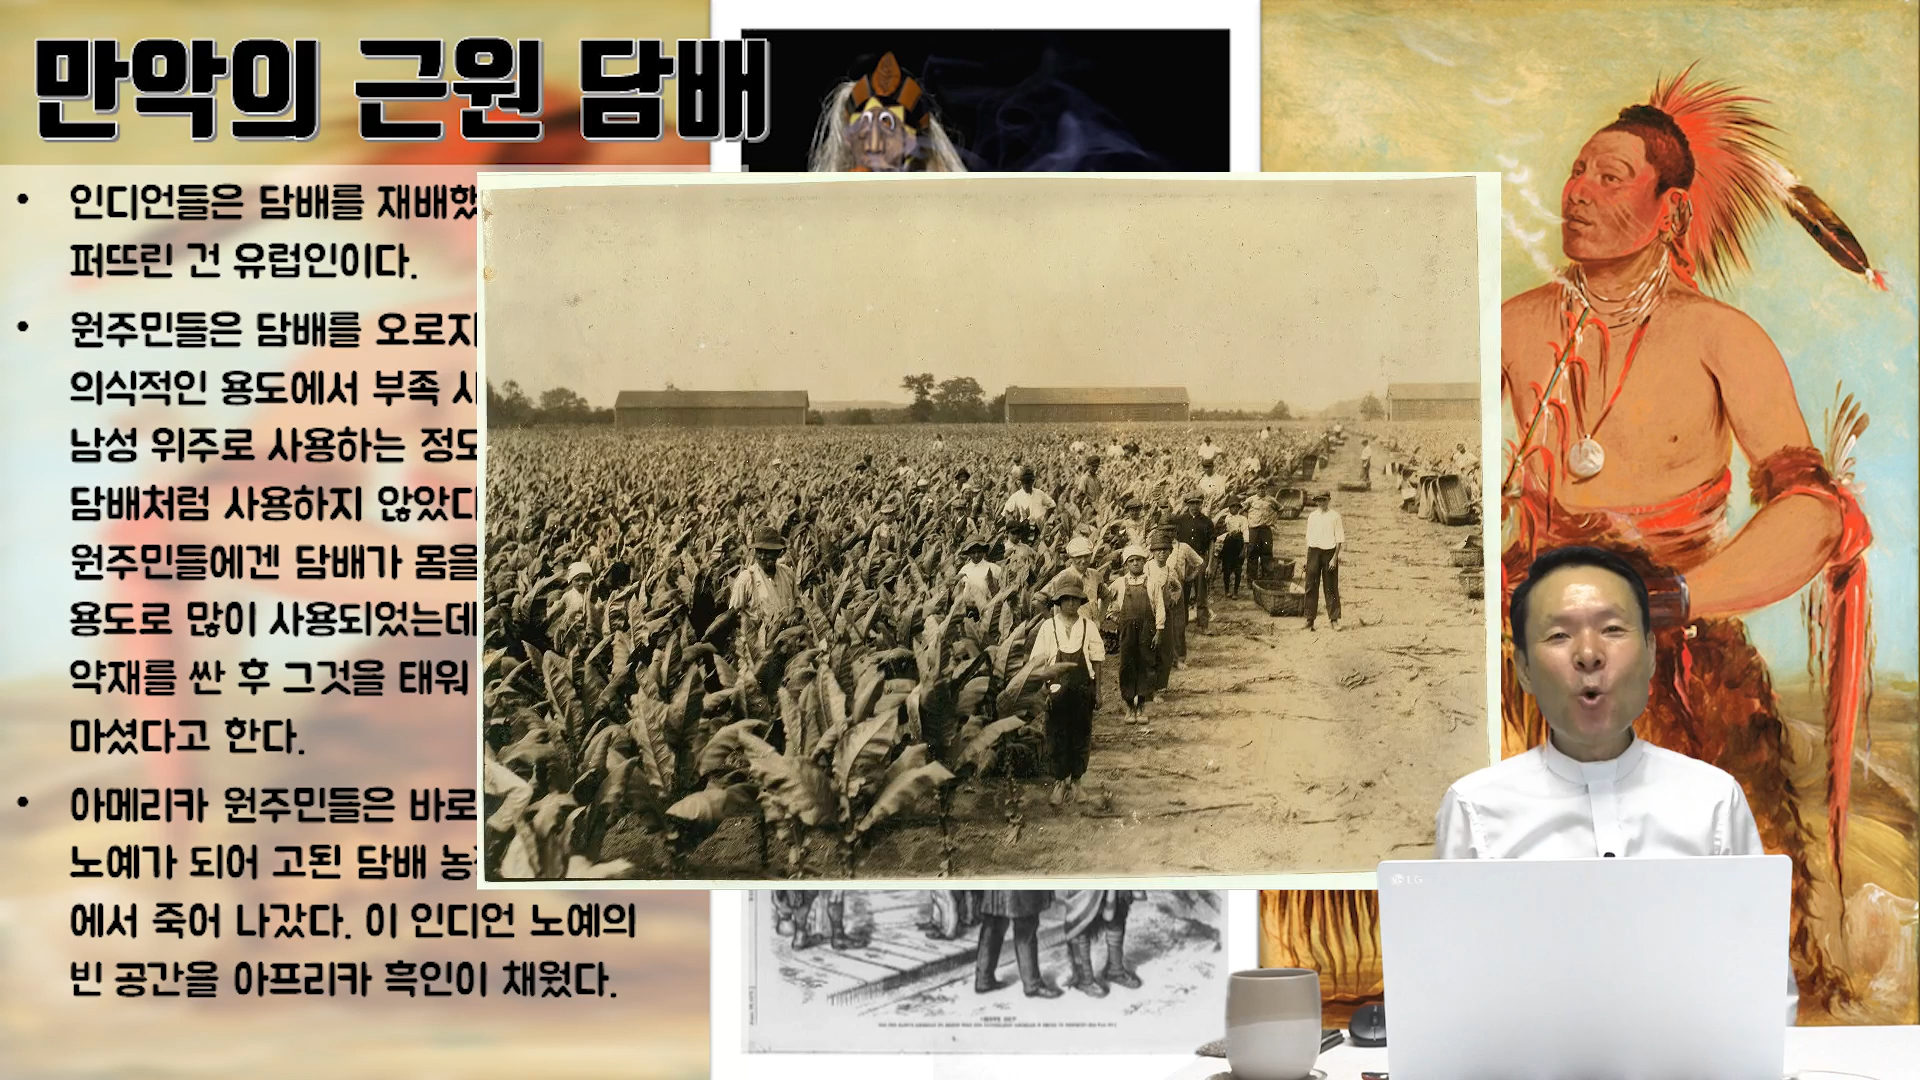 만악의 근원 담배
• 인디언들은 담배를 재배했
퍼뜨린 건 유럽인이다.
• 원주민들은 담배를 오로지
의식적인 용도에서 부족 사
남성 위주로 사용하는 정도
담배처럼 사용하지 않았다
원주민들에겐 담배가 몸을
용도로 많이 사용되었는데
약재를 싼 후 그것을 태워
마셨다고 한다.
• 아메리카 원주민들은 바로
노예가 되어 고된 담배 농
에서 죽어 나갔다. 이 인디언 노예의
빈 공간을 아프리카 흑인이 채웠다.
LG